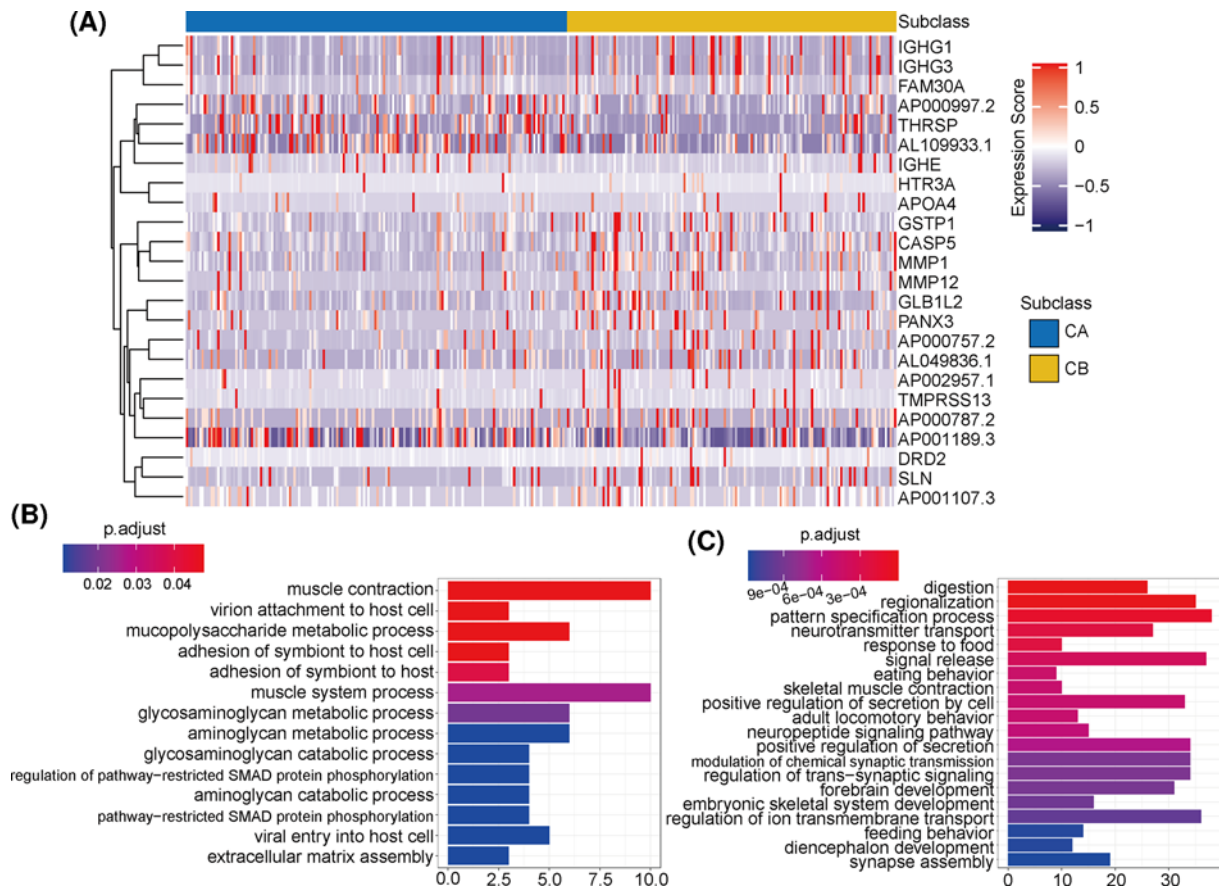 (A)
Subclass
IGHG1
IGHG3
FAM30A
AP000997.2
THRSP
AL109933.1
IGHE
HTR3A
APOA4
GSTP1
CASP5
MMP1
MMP12
GLB1L2
PANX3
AP000757.2
AL049836.1
AP002957.1
TMPRSS13
AP000787.2
AP001189.3
DRD2
SLN
AP001107.3
Expression Score
1
0.5
0
−0.5
−1
Subclass
CA
CB
(B)
p.adjust
0.02 0.03 0.04
muscle contraction
virion attachment to host cell
mucopolysaccharide metabolic process
adhesion of symbiont to host cell
adhesion of symbiont to host
muscle system process
glycosaminoglycan metabolic process
aminoglycan metabolic process
glycosaminoglycan catabolic process
regulation of pathway−restricted SMAD protein phosphorylation
aminoglycan catabolic process
pathway−restricted SMAD protein phosphorylation
viral entry into host cell
extracellular matrix assembly
0.0 2.5 5.0 7.5 10.0
(C)
p.adjust
9e−04 6e−04 3e−04
digestion
regionalization
pattern specification process
neurotransmitter transport
response to food
signal release
eating behavior
skeletal muscle contraction
positive regulation of secretion by cell
adult locomotory behavior
neuropeptide signaling pathway
positive regulation of secretion
modulation of chemical synaptic transmission
regulation of trans−synaptic signaling
forebrain development
embryonic skeletal system development
regulation of ion transmembrane transport
feeding behavior
diencephalon development
synapse assembly
0 10 20 30